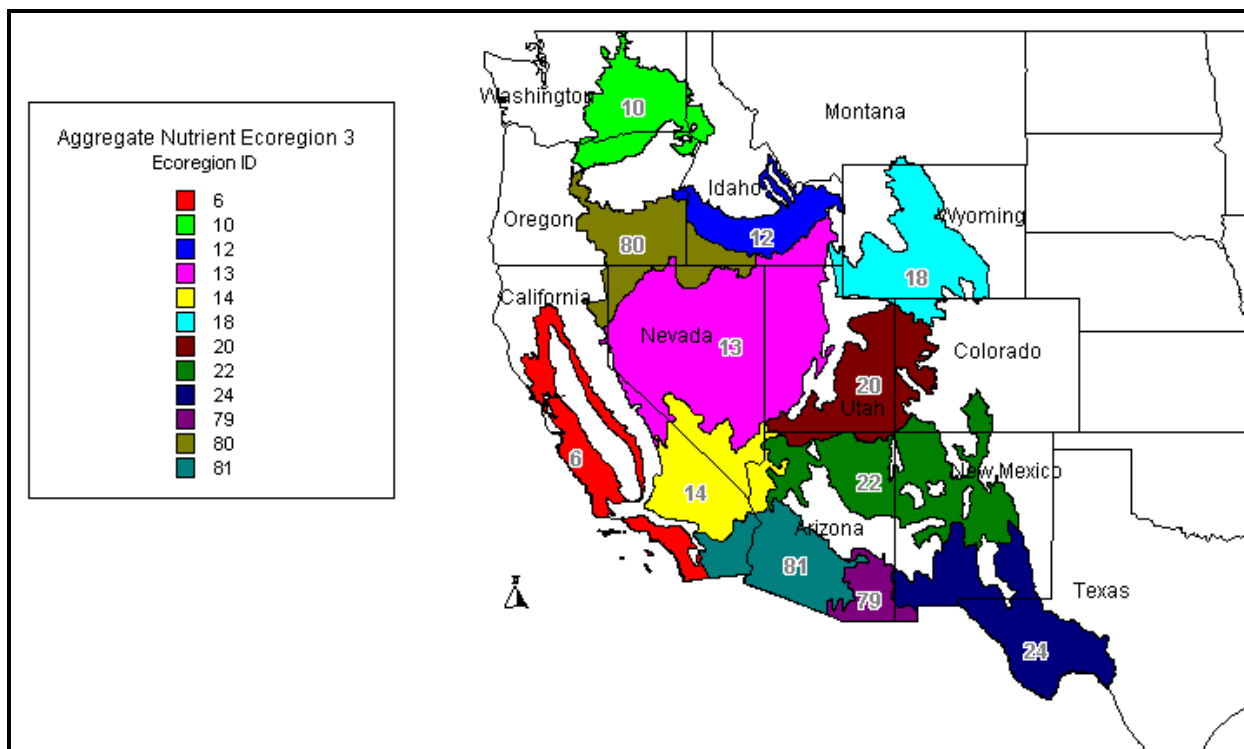 Aggregate Nutrient Ecoregion 3
Ecoregion ID
6
10
12
13
14
18
20
22
24
79
80
81
Washington
10
Montana
Idaho
Oregon
Wyoming
80
12
18
California
Nevada
13
Colorado
20
Utah
6
New Mexico
22
14
Arizona
81
79
Texas
24